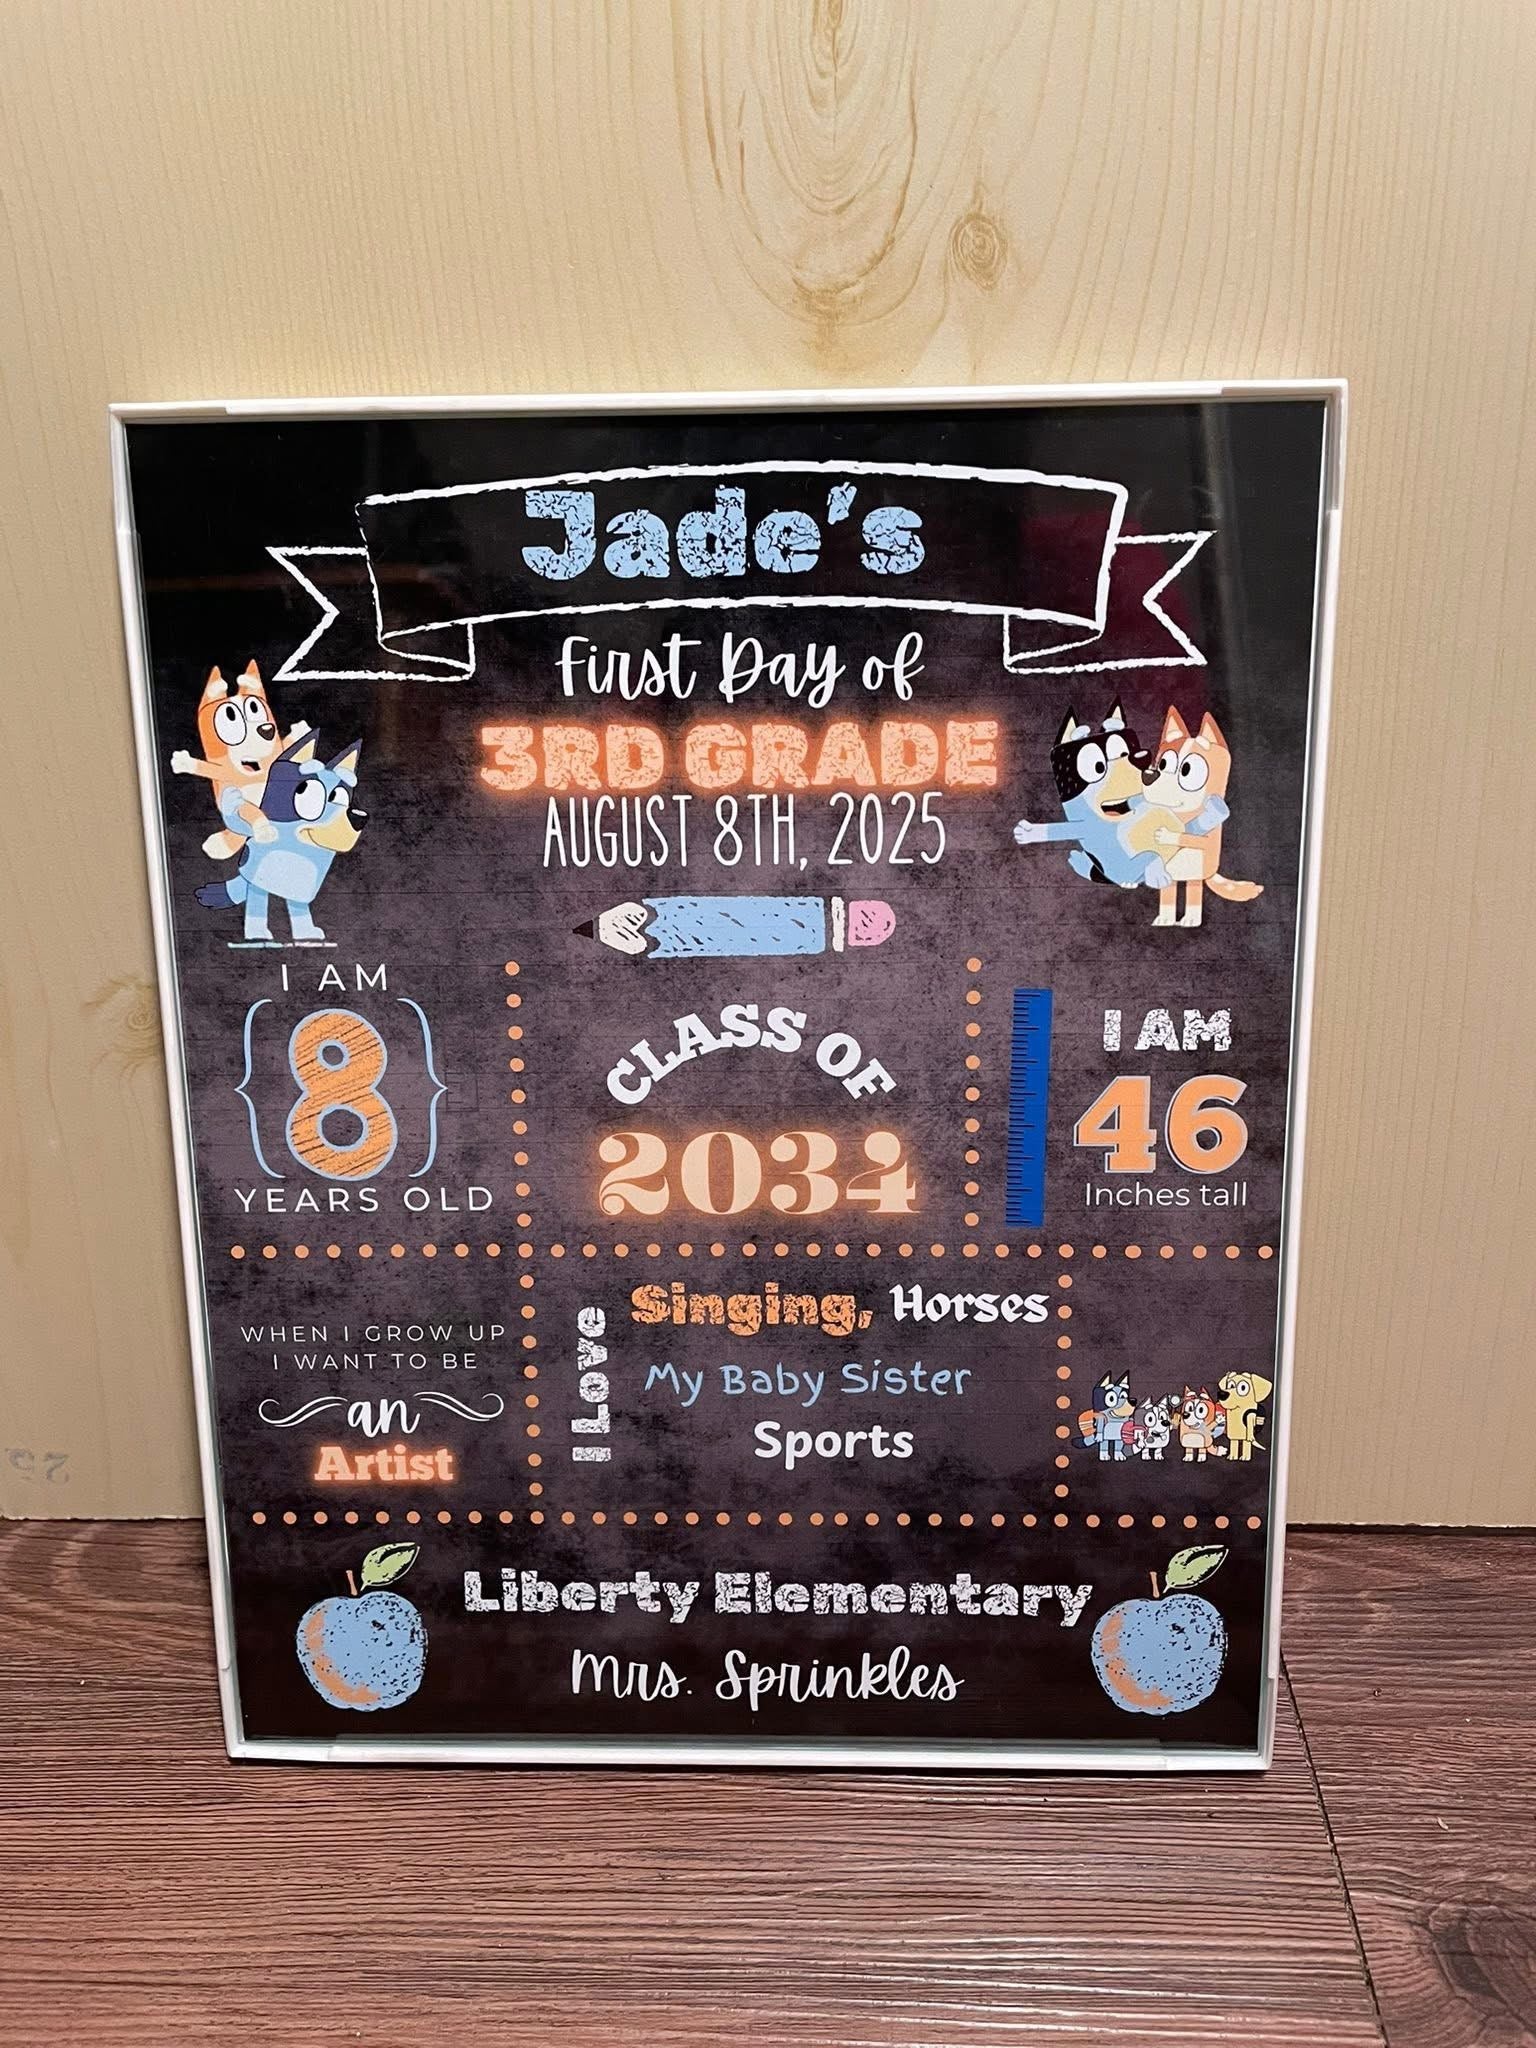 Jade's
First Day of
3RD GRADE
AUGUST 8TH, 2025
I AM
8
YEARS OLD
CLASS OF
2034
I AM
46
Inches tall
WHEN I GROW UP
I WANT TO BE
an
Artist
I Love
Singing, Horses
My Baby Sister
Sports
Liberty Elementary
Mrs. Sprinkles